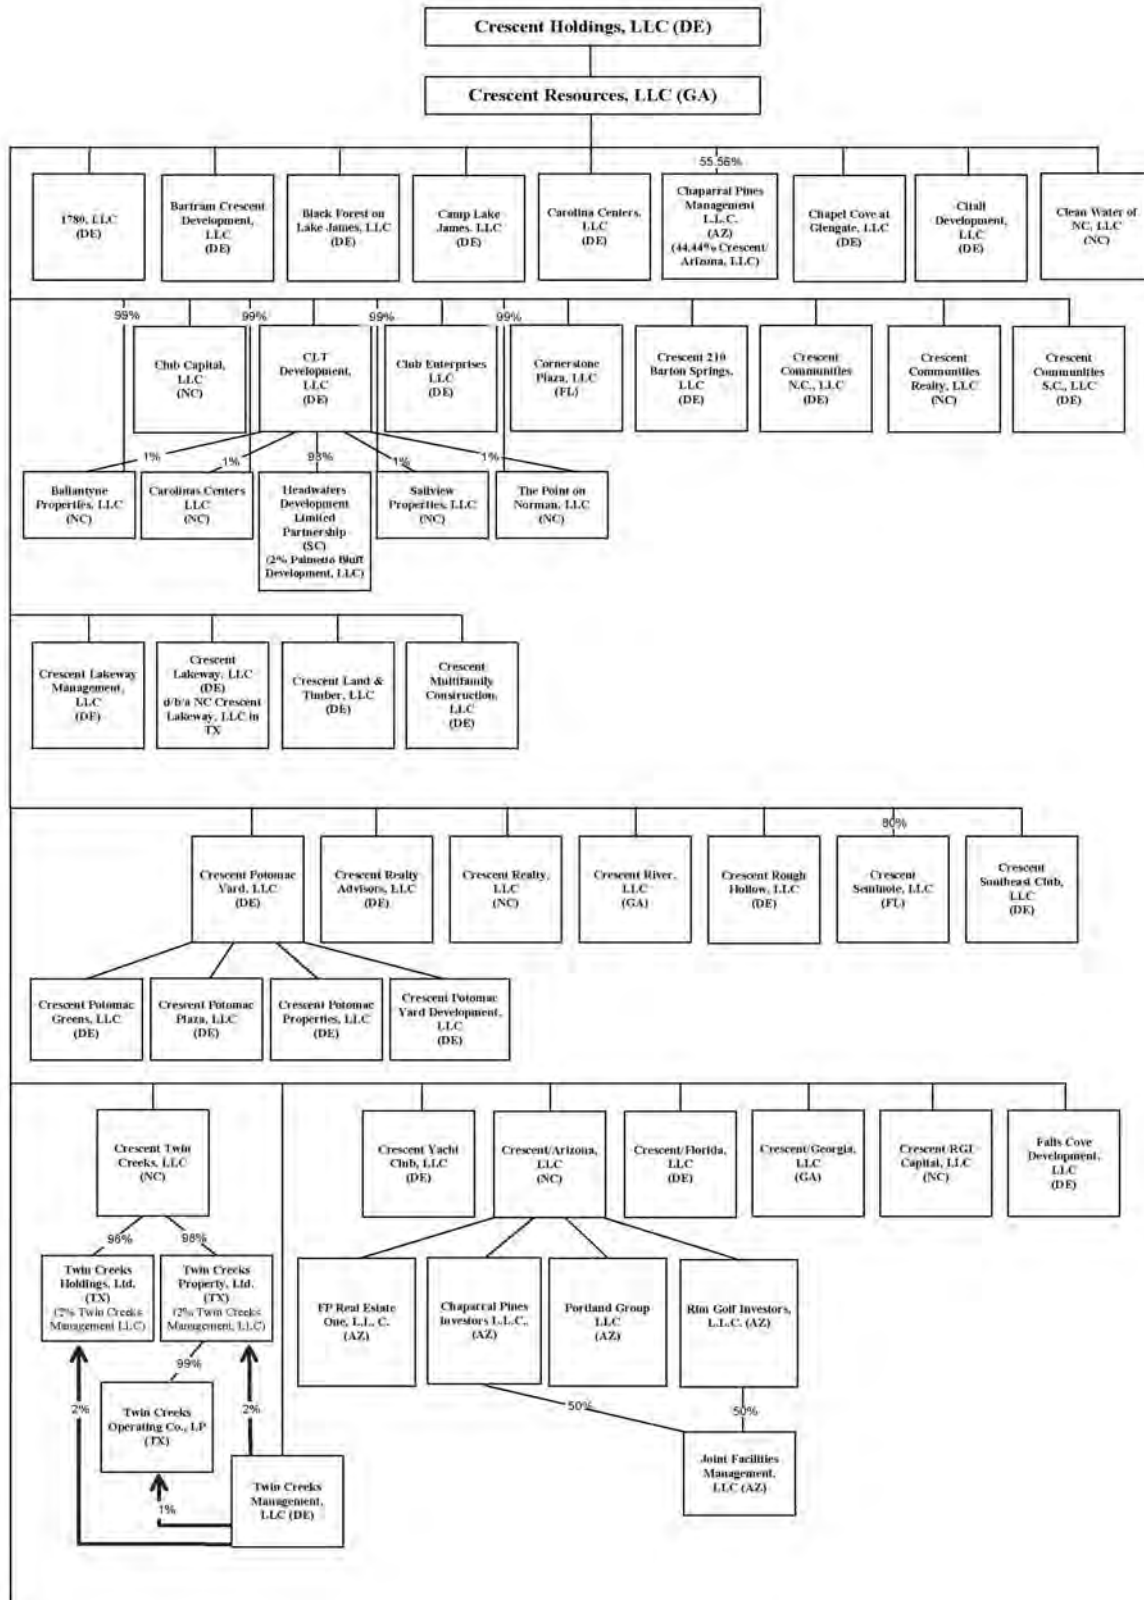 Crescent Holdings, LLC (DE)
Crescent Resources, LLC (GA)
55.56%
1780, LLC
(DE)
Bartram Crescent
Development,
LLC
(DE)
Black Forest on
Lake James, LLC
(DE)
Camp Lake
James, LLC
(DE)
Carolina Centers,
LLC
(DE)
Chaparral Pines
Management
L.L.C.
(AZ)
(44.44% Crescent/
Arizona, LLC)
Chapel Cove at
Glengate, LLC
(DE)
Citall
Development,
LLC
(DE)
Clean Water of
NC, LLC
(NC)
99%
99%
99%
99%
Club Capital,
LLC
(NC)
CLT
Development,
LLC
(DE)
Club Enterprises
LLC
(DE)
Cornerstone
Plaza, LLC
(FL)
Crescent 210
Barton Springs,
LLC
(DE)
Crescent
Communities
N.C., LLC
(DE)
Crescent
Communities
Realty, LLC
(NC)
Crescent
Communities
S.C., LLC
(DE)
1%
1%
98%
1%
1%
Ballantyne
Properties, LLC
(NC)
Carolinas Centers
LLC
(NC)
Headwaters
Development
Limited
Partnership
(SC)
(2% Palmetto Bluff
Development, LLC)
Sailview
Properties, LLC
(NC)
The Point on
Norman, LLC
(NC)
Crescent Lakeway
Management,
LLC
(DE)
Crescent
Lakeway, LLC
(DE)
d/b/a NC Crescent
Lakeway, LLC in
TX
Crescent Land &
Timber, LLC
(DE)
Crescent
Multifamily
Construction,
LLC
(DE)
80%
Crescent Potomac
Yard, LLC
(DE)
Crescent Realty
Advisors, LLC
(DE)
Crescent Realty,
LLC
(NC)
Crescent River,
LLC
(GA)
Crescent Rough
Hollow, LLC
(DE)
Crescent
Seminole, LLC
(FL)
Crescent
Southeast Club,
LLC
(DE)
Crescent Potomac
Greens, LLC
(DE)
Crescent Potomac
Plaza, LLC
(DE)
Crescent Potomac
Properties, LLC
(DE)
Crescent Potomac
Yard Development,
LLC
(DE)
Crescent Twin
Creeks, LLC
(NC)
Crescent Yacht
Club, LLC
(DE)
Crescent/Arizona,
LLC
(NC)
Crescent/Florida,
LLC
(DE)
Crescent/Georgia,
LLC
(GA)
Crescent/RGI
Capital, LLC
(NC)
Falls Cove
Development,
LLC
(DE)
98%
98%
Twin Creeks
Holdings, Ltd.
(TX)
(2% Twin Creeks
Management LLC)
Twin Creeks
Property, Ltd.
(TX)
(2% Twin Creeks
Management, LLC)
FP Real Estate
One, L.L. C.
(AZ)
Chaparral Pines
Investors L.L.C.,
(AZ)
Portland Group
LLC
(AZ)
Rim Golf Investors,
L.L.C. (AZ)
99%
2%
2%
50%
50%
Twin Creeks
Operating Co., LP
(TX)
Twin Creeks
Management,
LLC (DE)
Joint Facilities
Management,
LLC (AZ)
1%